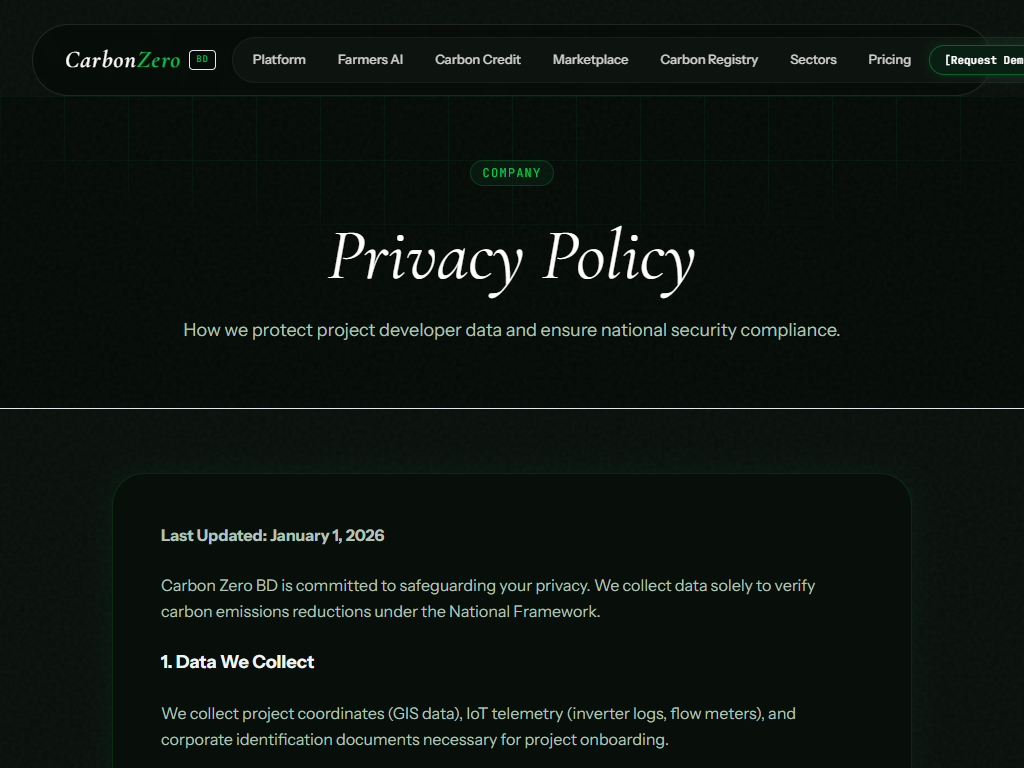 CarbonZero BD Platform Farmers AI Carbon Credit Marketplace Carbon Registry Sectors Pricing [Request Dem
COMPANY
Privacy Policy
How we protect project developer data and ensure national security compliance.
Last Updated: January 1, 2026
Carbon Zero BD is committed to safeguarding your privacy. We collect data solely to verify
carbon emissions reductions under the National Framework.
1. Data We Collect
We collect project coordinates (GIS data), IoT telemetry (inverter logs, flow meters), and
corporate identification documents necessary for project onboarding.